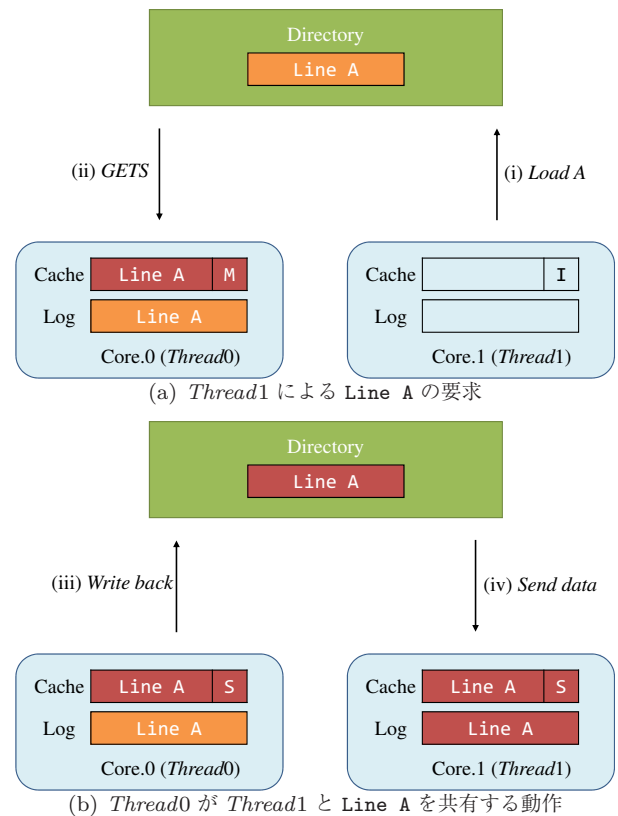 Directory
Line A
(ii) GETS
(i) Load A
Cache Line A M
Log Line A
Core.0 (Thread0)
Cache I
Log
Core.1 (Thread1)
(a) Thread1 による Line A の要求
Directory
Line A
(iii) Write back
(iv) Send data
Cache Line A S
Log Line A
Core.0 (Thread0)
Cache Line A S
Log Line A
Core.1 (Thread1)
(b) Thread0 が Thread1 と Line A を共有する動作